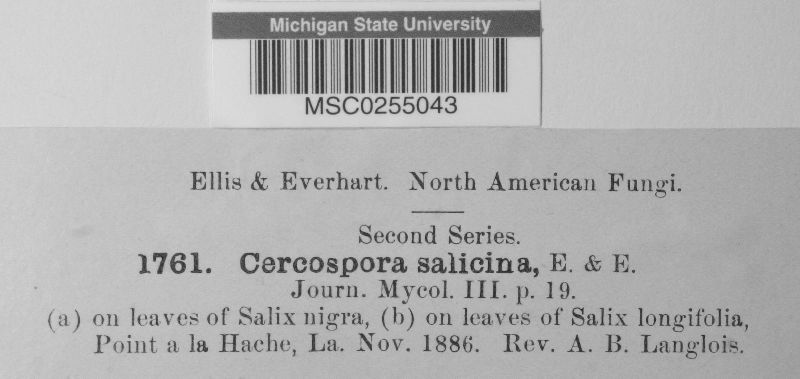 Michigan State University
MSC0255043
Ellis & Everhart. North American Fungi.
Second Series.
1761. Cercospora salicina, E. & E.
Journ. Mycol. III. p. 19.
(a) on leaves of Salix nigra, (b) on leaves of Salix longifolia,
Point a la Hache, La. Nov. 1886. Rev. A. B. Langlois.